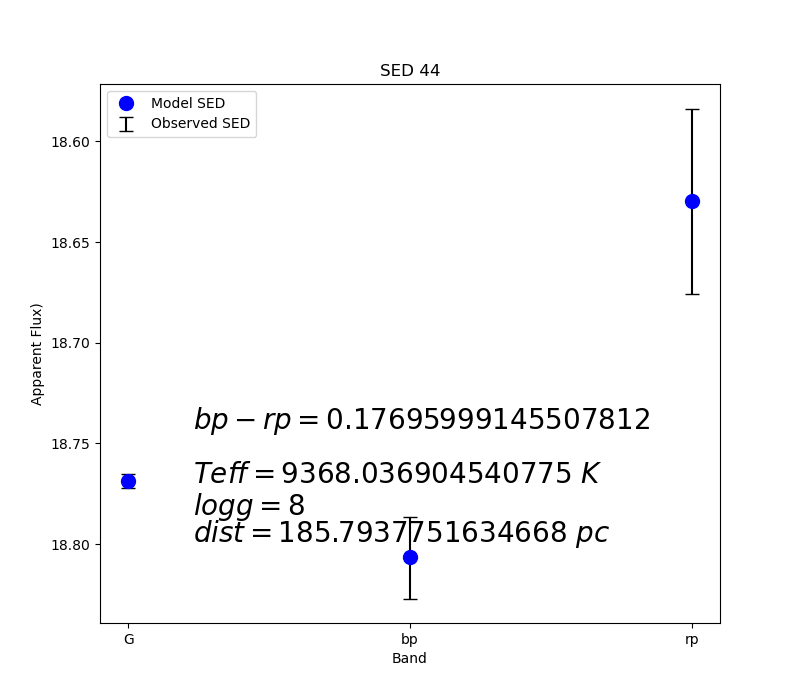 SED 44
Model SED
Observed SED
18.60
18.65
18.70
18.75
18.80
Apparent Flux)
bp − rp = 0.17695999145507812
Teff = 9368.036904540775 K
logg = 8
dist = 185.7937751634668 pc
G
bp
rp
Band